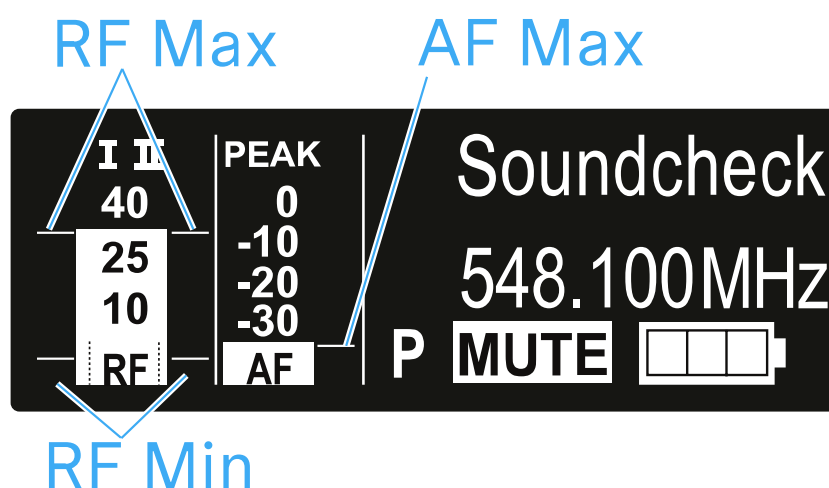 RF Max AF Max
I II PEAK Soundcheck
40 0
25 -10
-20 548.100MHz
10 -30
RF AF P MUTE
RF Min